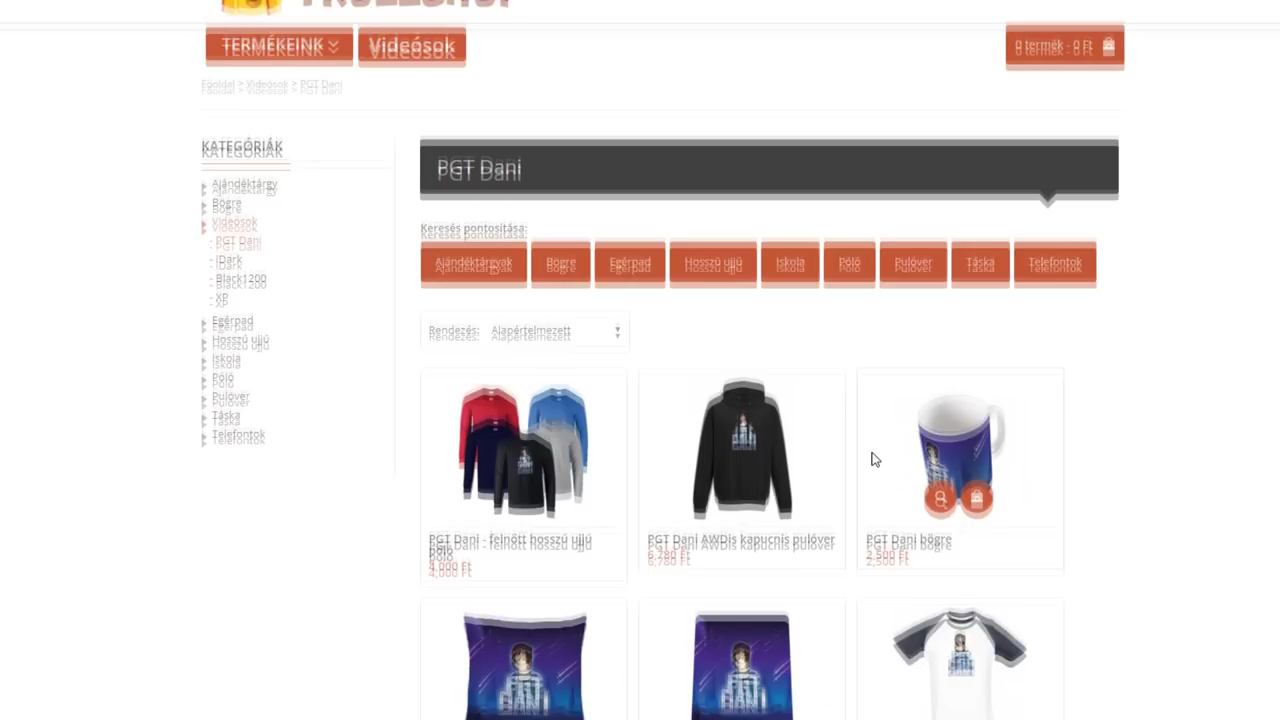 TERMÉKEINK Videósok 0 termék - 0 Ft
Főoldal > Videósok > PGT Dani
KATEGÓRIÁK
Ajándéktárgy
Bögre
Videósok
- PGT Dani
- iDark
- Black1200
- XP
Egérpad
Hosszú ujjú
Iskola
Póló
Pulóver
Táska
Telefontok
PGT Dani
Keresés pontosítása:
Ajándéktárgyak Bögre Egérpad Hosszú ujjú Iskola Póló Pulóver Táska Telefontok
Rendezés: Alapértelmezett
PGT Dani - felnőtt hosszú ujjú
póló
4,000 Ft
PGT Dani AWDis kapucnis pulóver
6,780 Ft
PGT Dani bögre
2,500 Ft